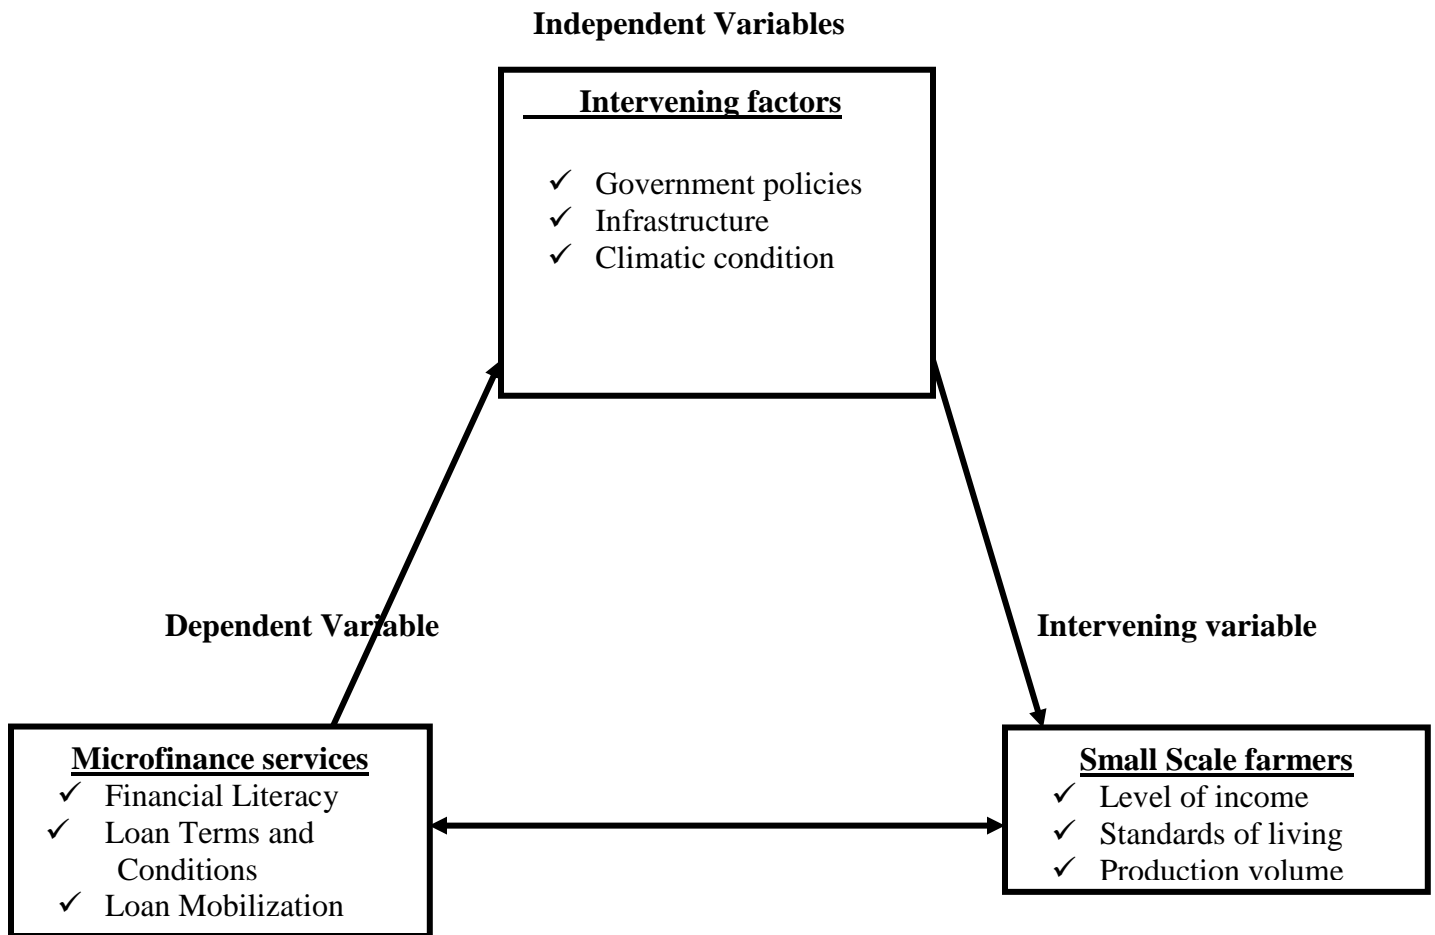 Independent Variables
Intervening factors
✓ Government policies
✓ Infrastructure
✓ Climatic condition
Dependent Variable
Intervening variable
Microfinance services
✓ Financial Literacy
✓ Loan Terms and
Conditions
✓ Loan Mobilization
Small Scale farmers
✓ Level of income
✓ Standards of living
✓ Production volume